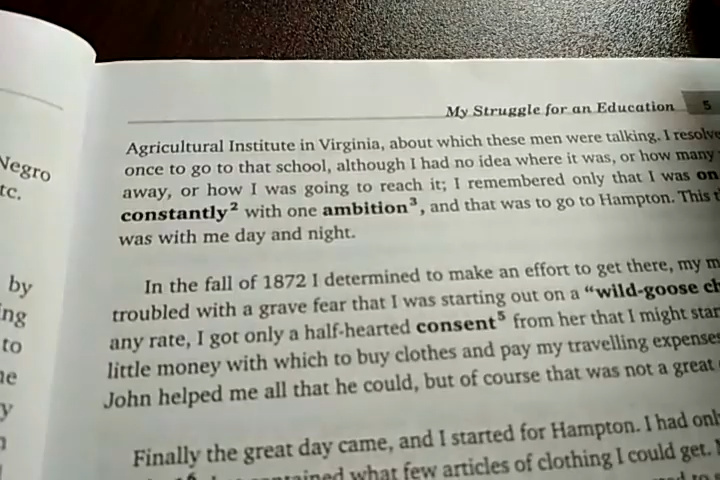 Negro
tc.
by
ing
to
he
y
My Struggle for an Education 5
Agricultural Institute in Virginia, about which these men were talking. I
once to go to that school, although I had no idea where it was, or how many
away, or how I was going to reach it; I remembered only that I was on
constantly² with one ambition³, and that was to go to Hampton. This
was with me day and night.
In the fall of 1872 I determined to make an effort to get there, my
troubled with a grave fear that I was starting out on a “wild-goose
any rate, I got only a half-hearted consent⁵ from her that I might
little money with which to buy clothes and pay my travelling expenses
John helped me all that he could, but of course that was not a great
Finally the great day came, and I started for Hampton. I had
what few articles of clothing I could get.